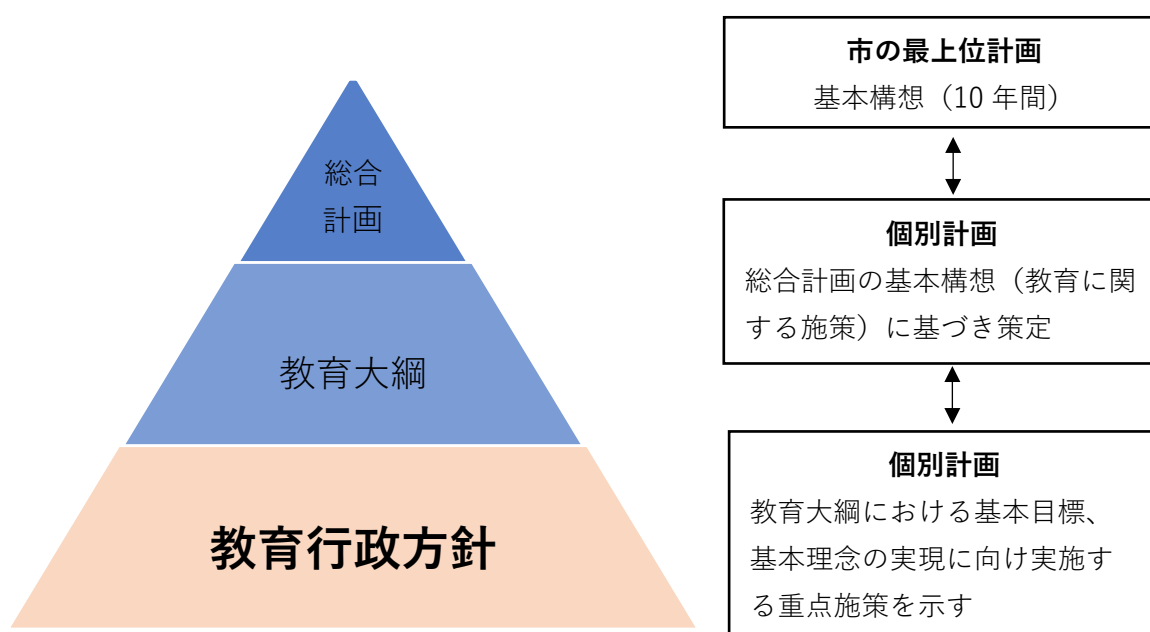 総合
計画
教育大綱
教育行政方針
市の最上位計画
基本構想（10 年間）
個別計画
総合計画の基本構想（教育に関
する施策）に基づき策定
個別計画
教育大綱における基本目標、
基本理念の実現に向け実施す
る重点施策を示す